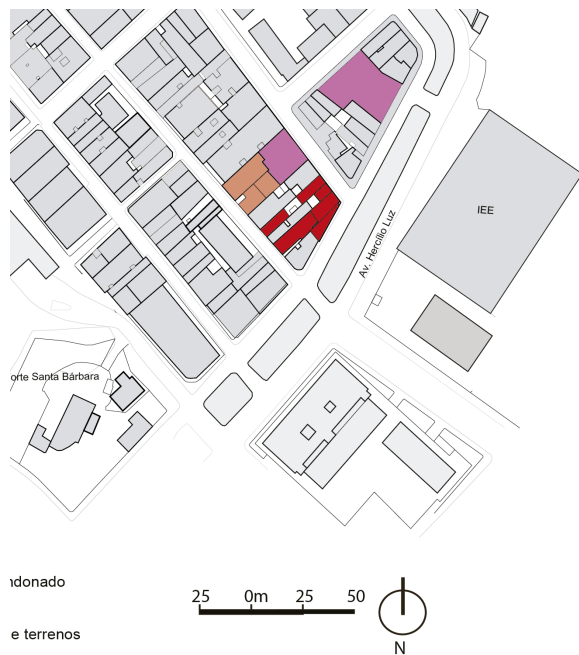 IEE
Av. Hercílio Luz
orte Santa Bárbara
ndonado
25 0m 25 50
e terrenos
N